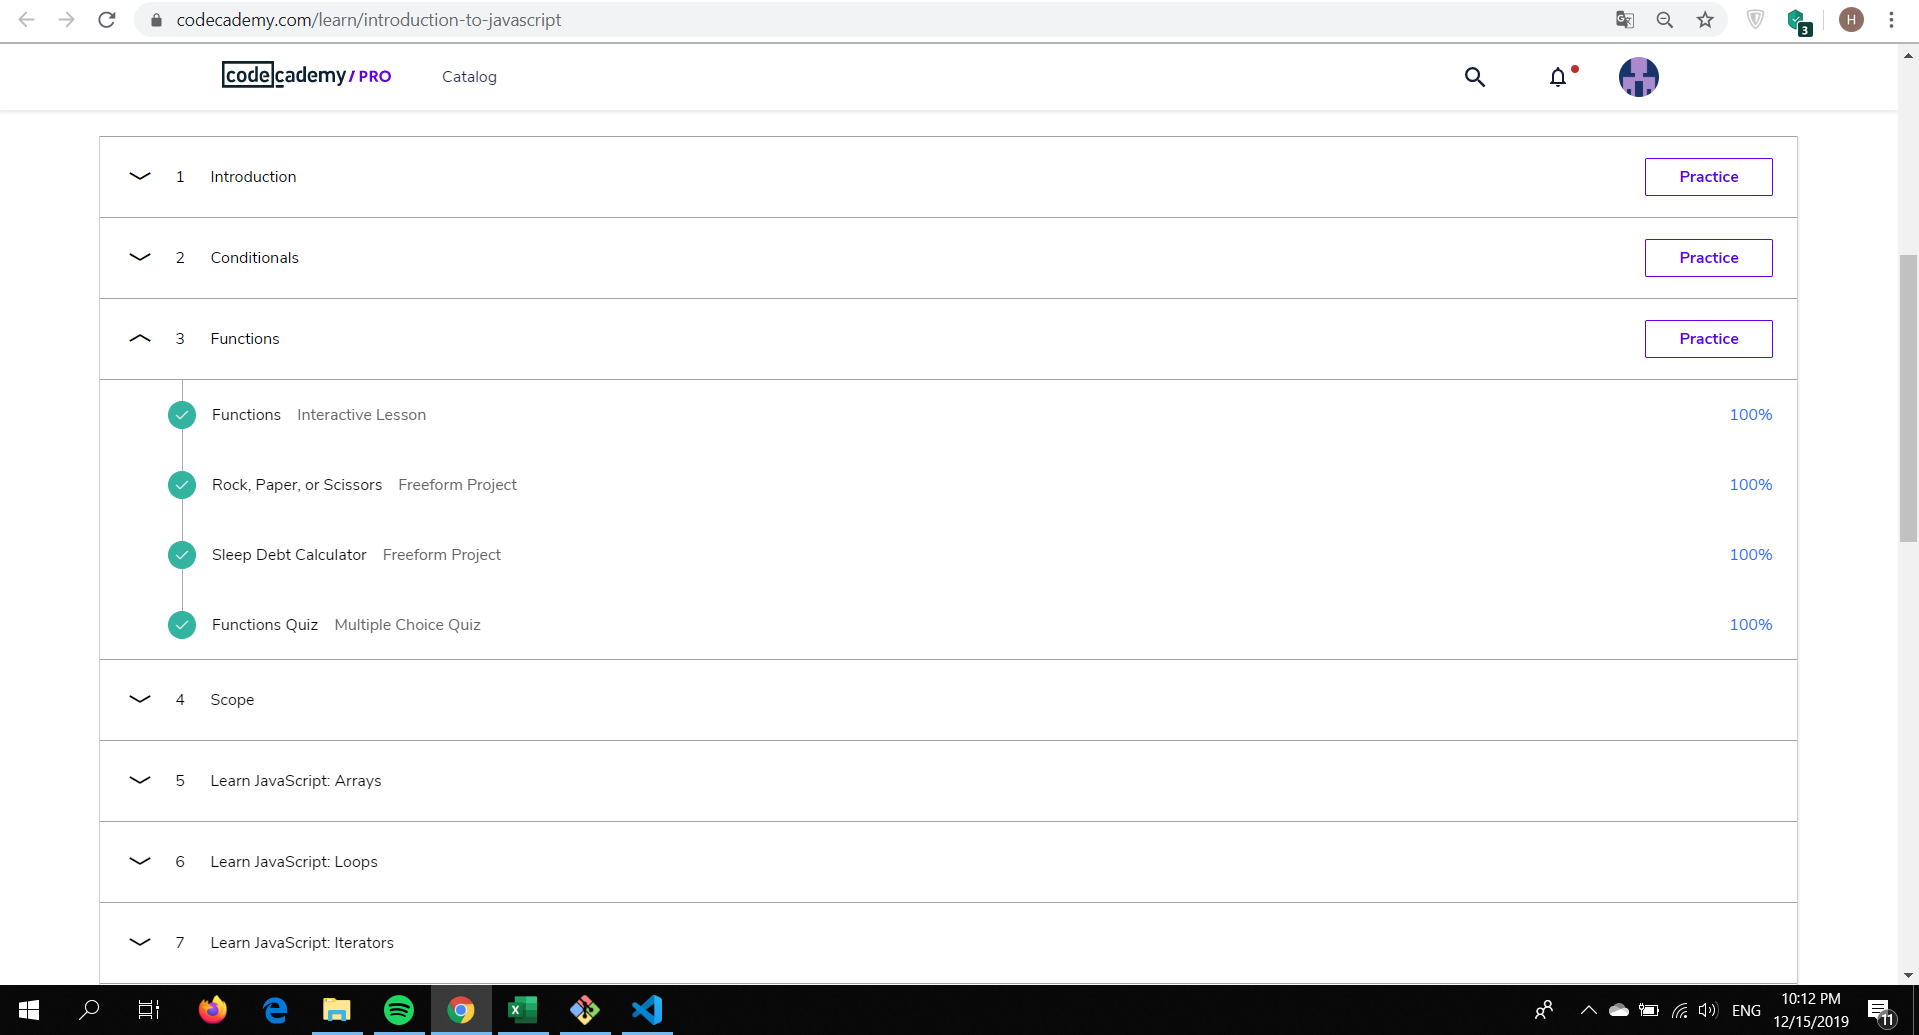 codecademy.com/learn/introduction-to-javascript
3
H
codecademy / PRO
Catalog
1 Introduction Practice
2 Conditionals Practice
3 Functions Practice
Functions Interactive Lesson 100%
Rock, Paper, or Scissors Freeform Project 100%
Sleep Debt Calculator Freeform Project 100%
Functions Quiz Multiple Choice Quiz 100%
4 Scope
5 Learn JavaScript: Arrays
6 Learn JavaScript: Loops
7 Learn JavaScript: Iterators
ENG
10:12 PM
12/15/2019
11